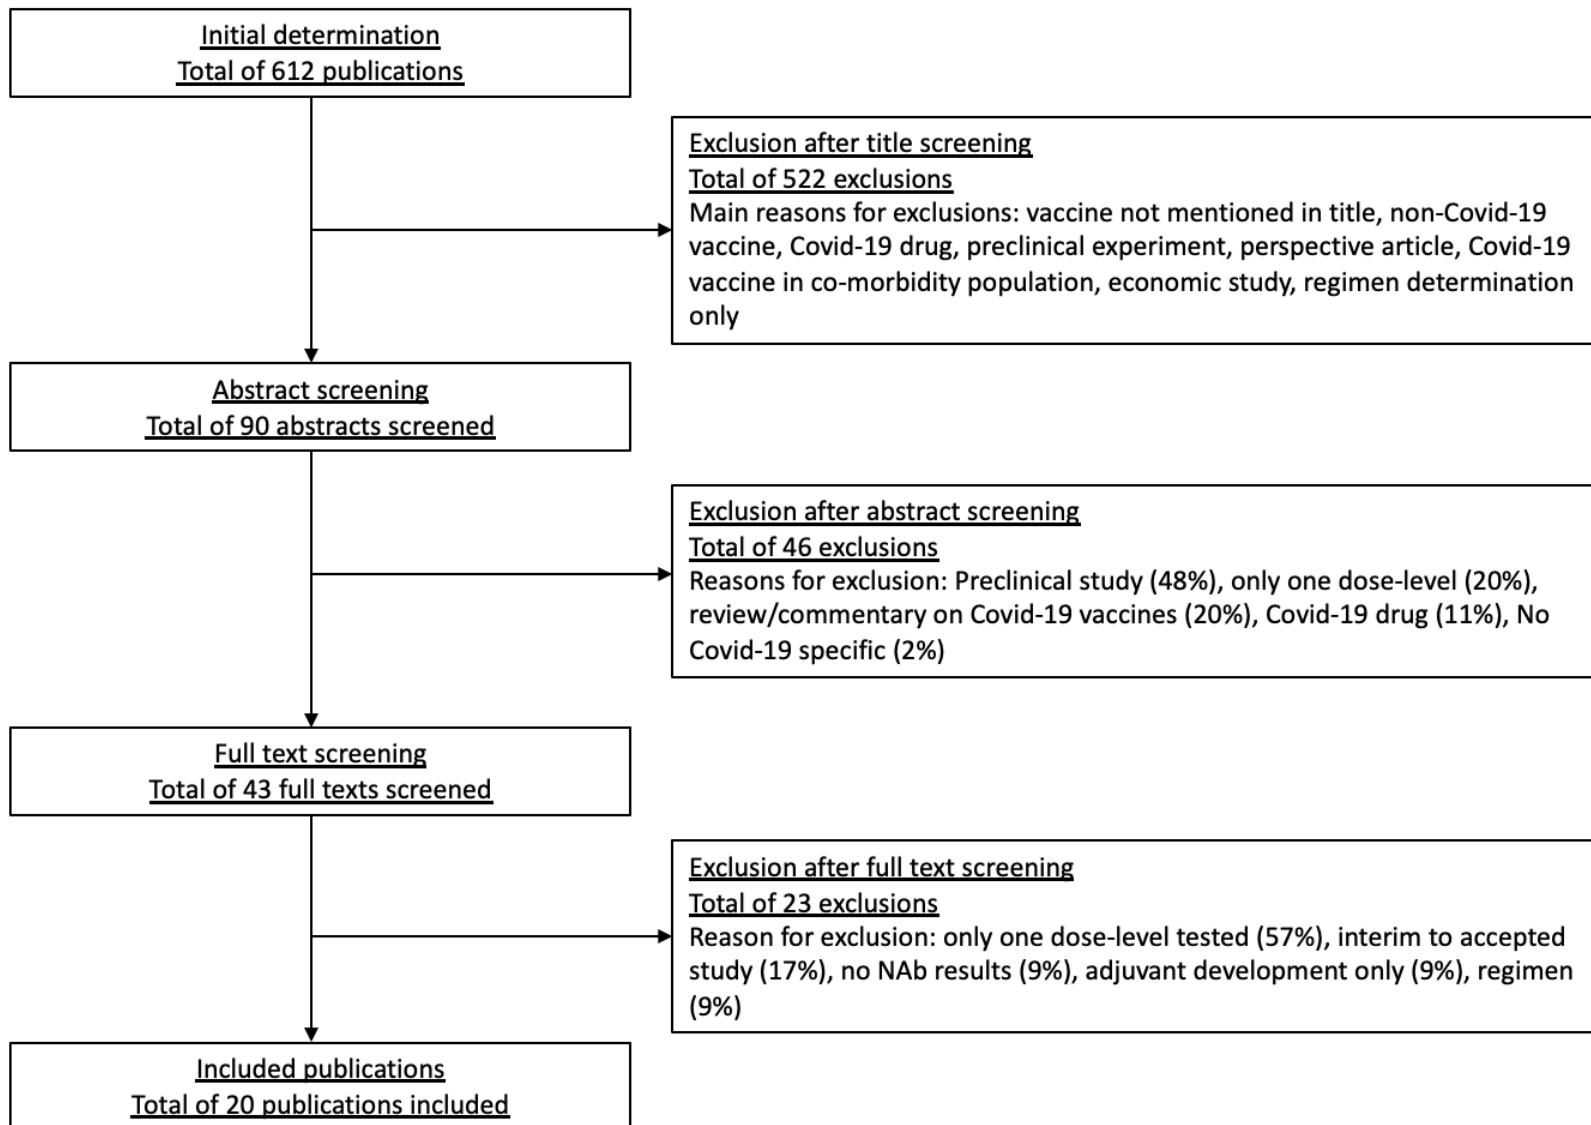 Initial determination
Total of 612 publications
Exclusion after title screening
Total of 522 exclusions
Main reasons for exclusions: vaccine not mentioned in title, non-Covid-19
vaccine, Covid-19 drug, preclinical experiment, perspective article, Covid-19
vaccine in co-morbidity population, economic study, regimen determination
only
Abstract screening
Total of 90 abstracts screened
Exclusion after abstract screening
Total of 46 exclusions
Reasons for exclusion: Preclinical study (48%), only one dose-level (20%),
review/commentary on Covid-19 vaccines (20%), Covid-19 drug (11%), No
Covid-19 specific (2%)
Full text screening
Total of 43 full texts screened
Exclusion after full text screening
Total of 23 exclusions
Reason for exclusion: only one dose-level tested (57%), interim to accepted
study (17%), no NAb results (9%), adjuvant development only (9%), regimen
(9%)
Included publications
Total of 20 publications included